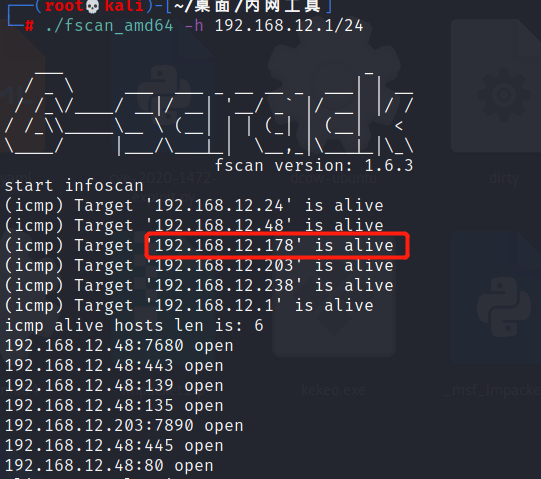 ┌──(root💀kali)-[~/桌面/内网工具]
└─# ./fscan_amd64 -h 192.168.12.1/24
fscan version: 1.6.3
start infoscan
(icmp) Target '192.168.12.24' is alive
(icmp) Target '192.168.12.48' is alive
(icmp) Target '192.168.12.178' is alive
(icmp) Target '192.168.12.203' is alive
(icmp) Target '192.168.12.238' is alive
(icmp) Target '192.168.12.1' is alive
icmp alive hosts len is: 6
192.168.12.48:7680 open
192.168.12.48:443 open
192.168.12.48:139 open
192.168.12.48:135 open
192.168.12.203:7890 open
192.168.12.48:445 open
192.168.12.48:80 open
dirty
kekeo.exe